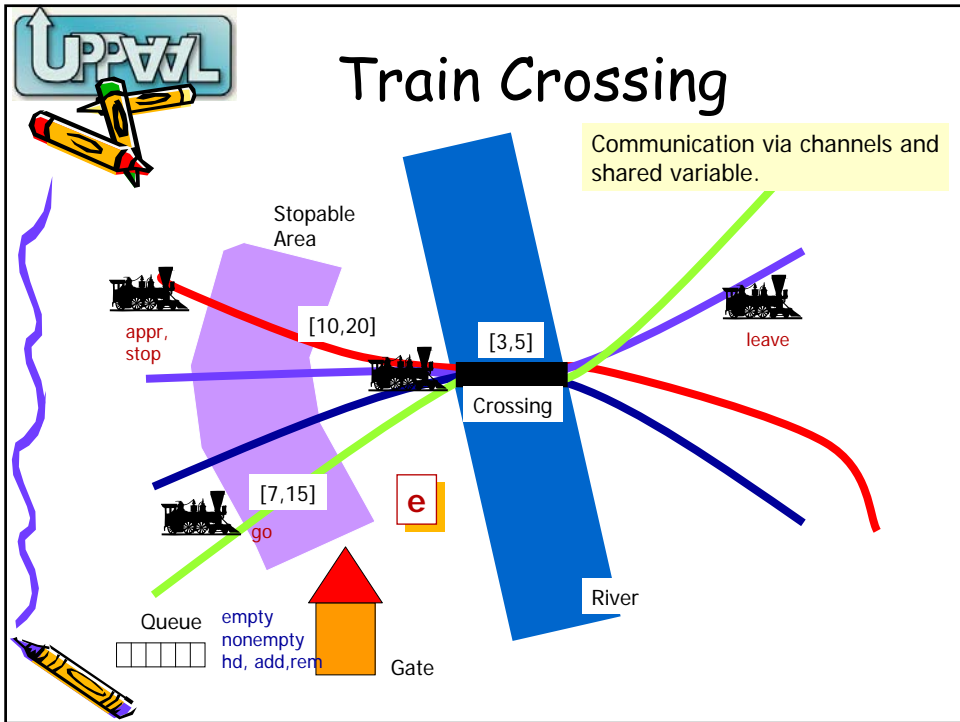 UPPAAL
Train Crossing
Communication via channels and
shared variable.
Stopable
Area
[10,20]
[3,5]
appr,
stop
leave
Crossing
[7,15]
e
go
River
Queue
empty
nonempty
hd, add,rem
Gate